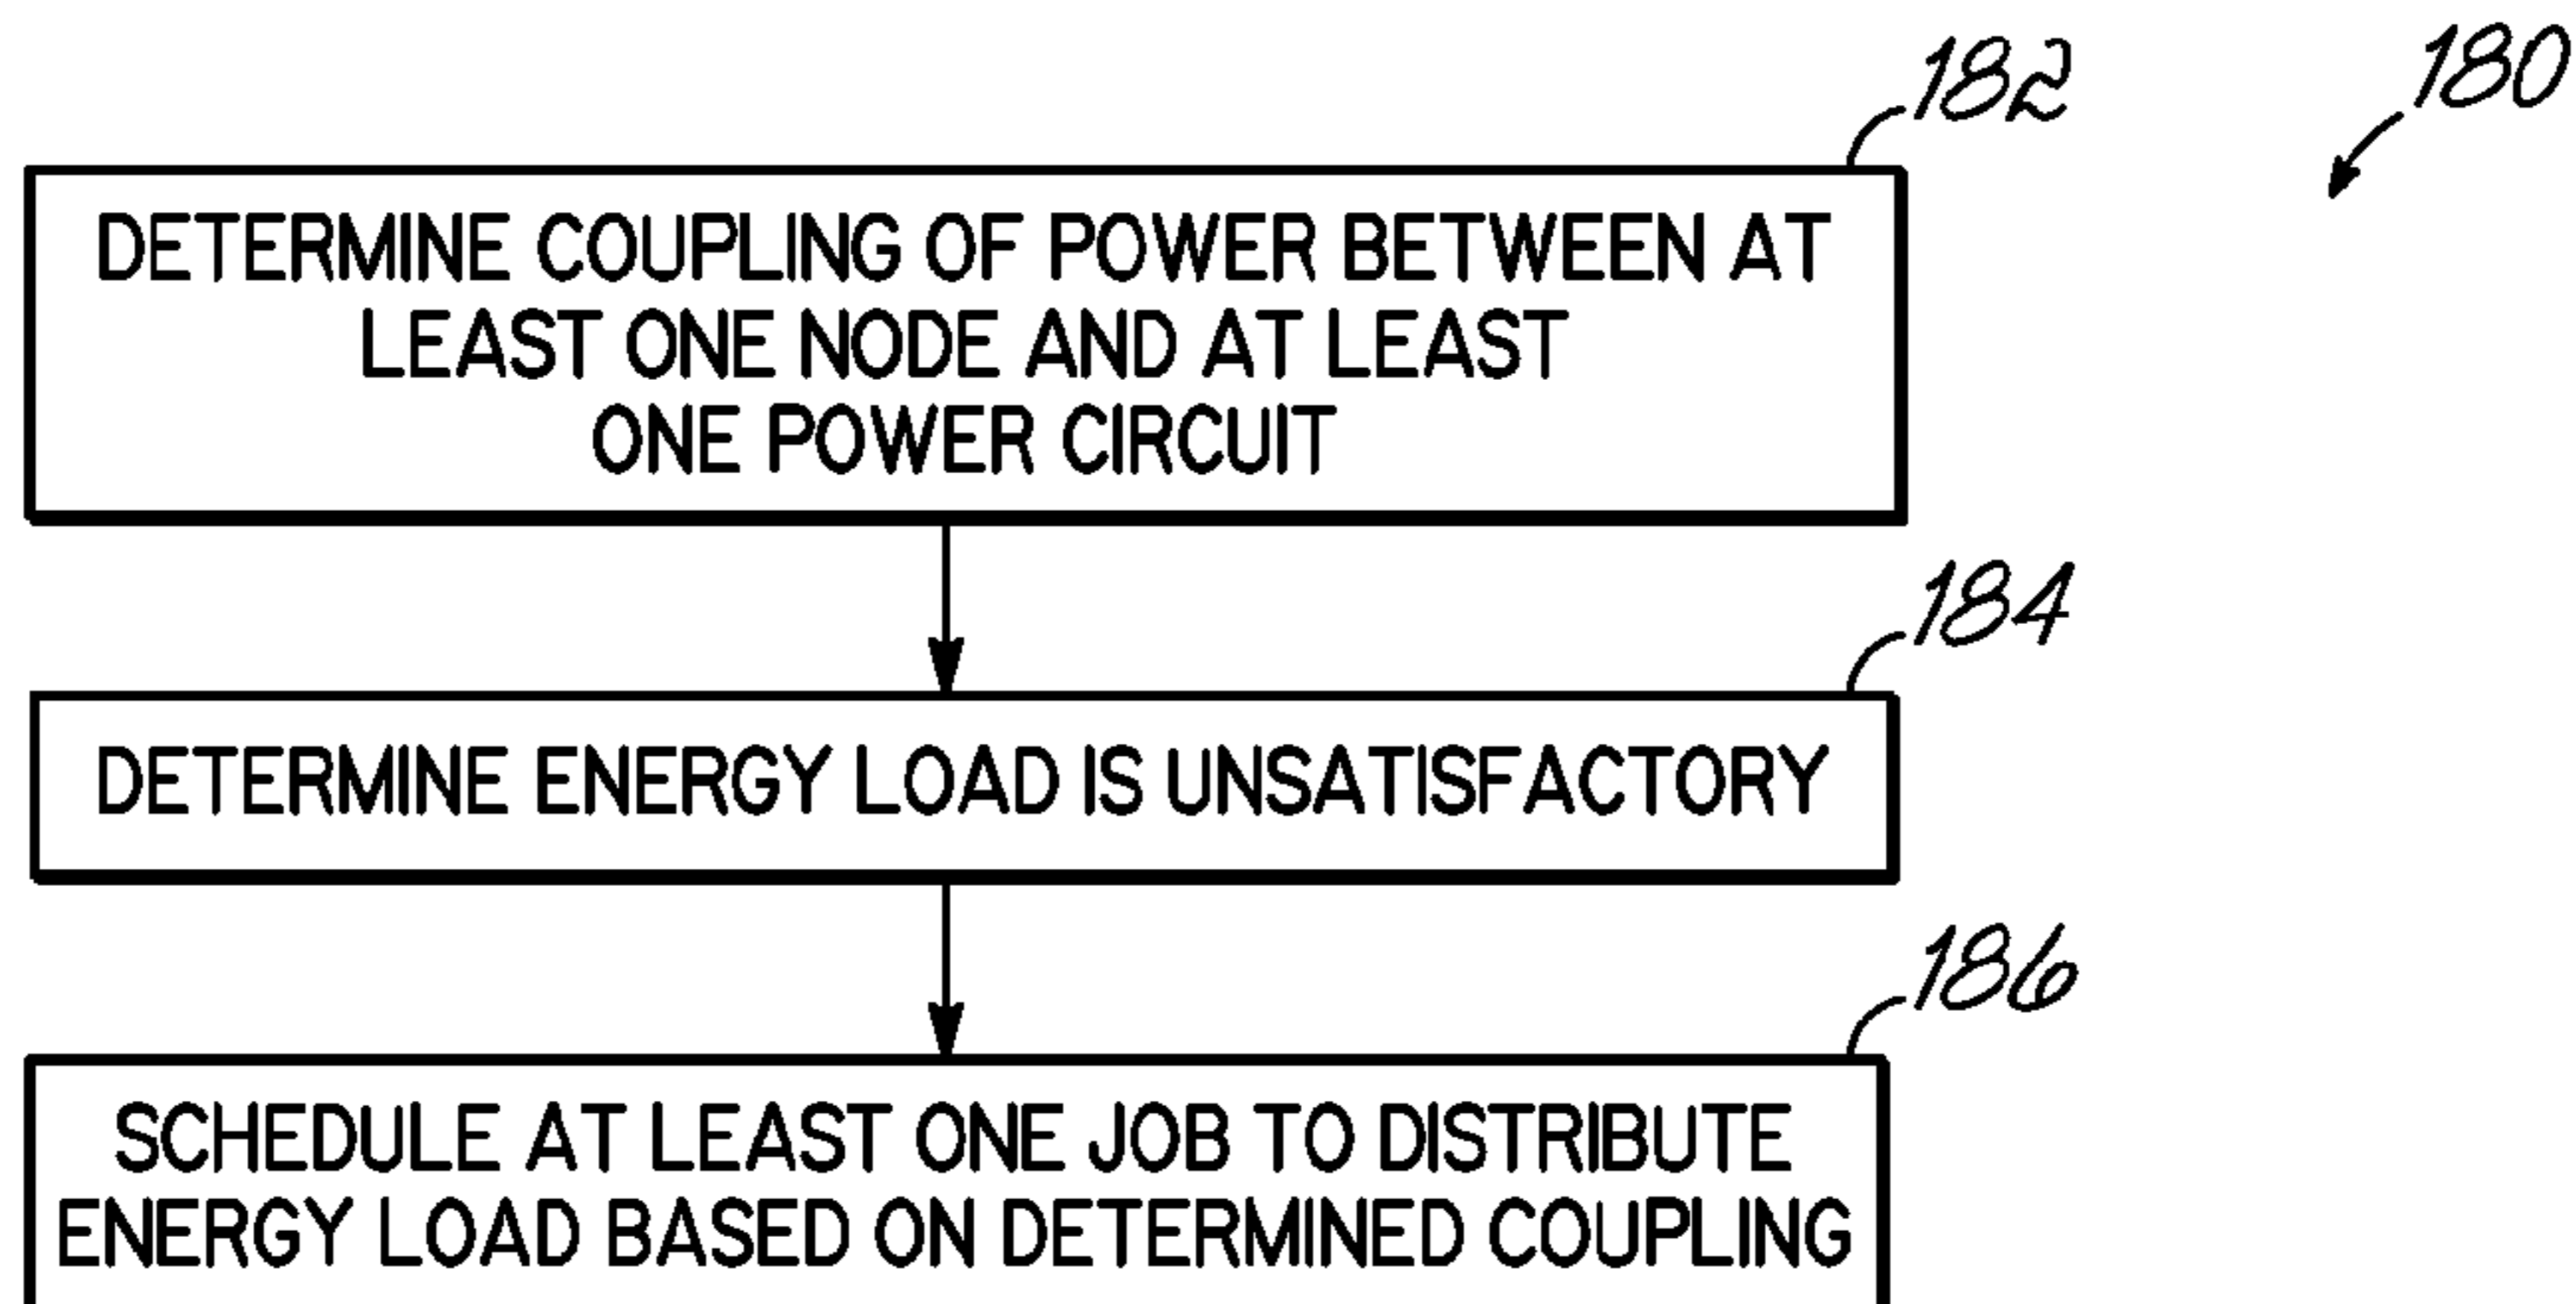 182
180
DETERMINE COUPLING OF POWER BETWEEN AT
LEAST ONE NODE AND AT LEAST
ONE POWER CIRCUIT
184
DETERMINE ENERGY LOAD IS UNSATISFACTORY
186
SCHEDULE AT LEAST ONE JOB TO DISTRIBUTE
ENERGY LOAD BASED ON DETERMINED COUPLING